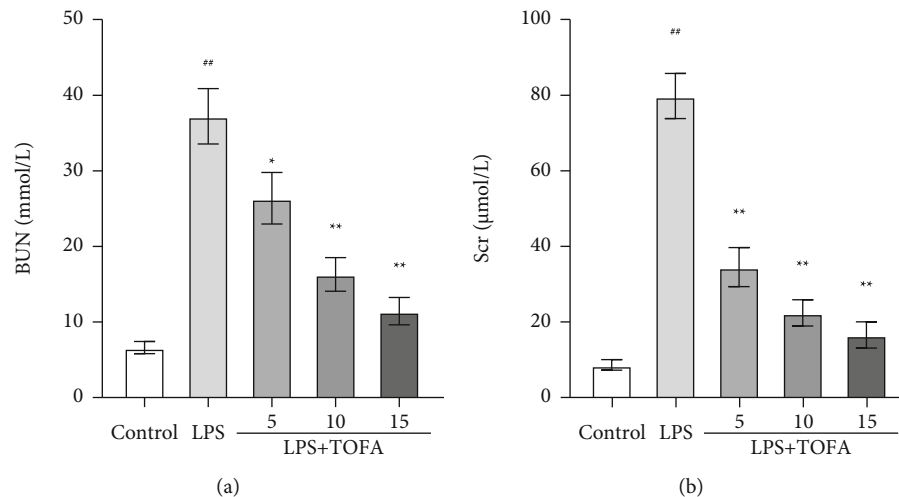 50
40
30
20
10
0
BUN (mmol/L)
##
*
**
**
Control
LPS
5
10
15
LPS+TOFA
(a)
100
80
60
40
20
0
Scr (μmol/L)
##
**
**
**
Control
LPS
5
10
15
LPS+TOFA
(b)